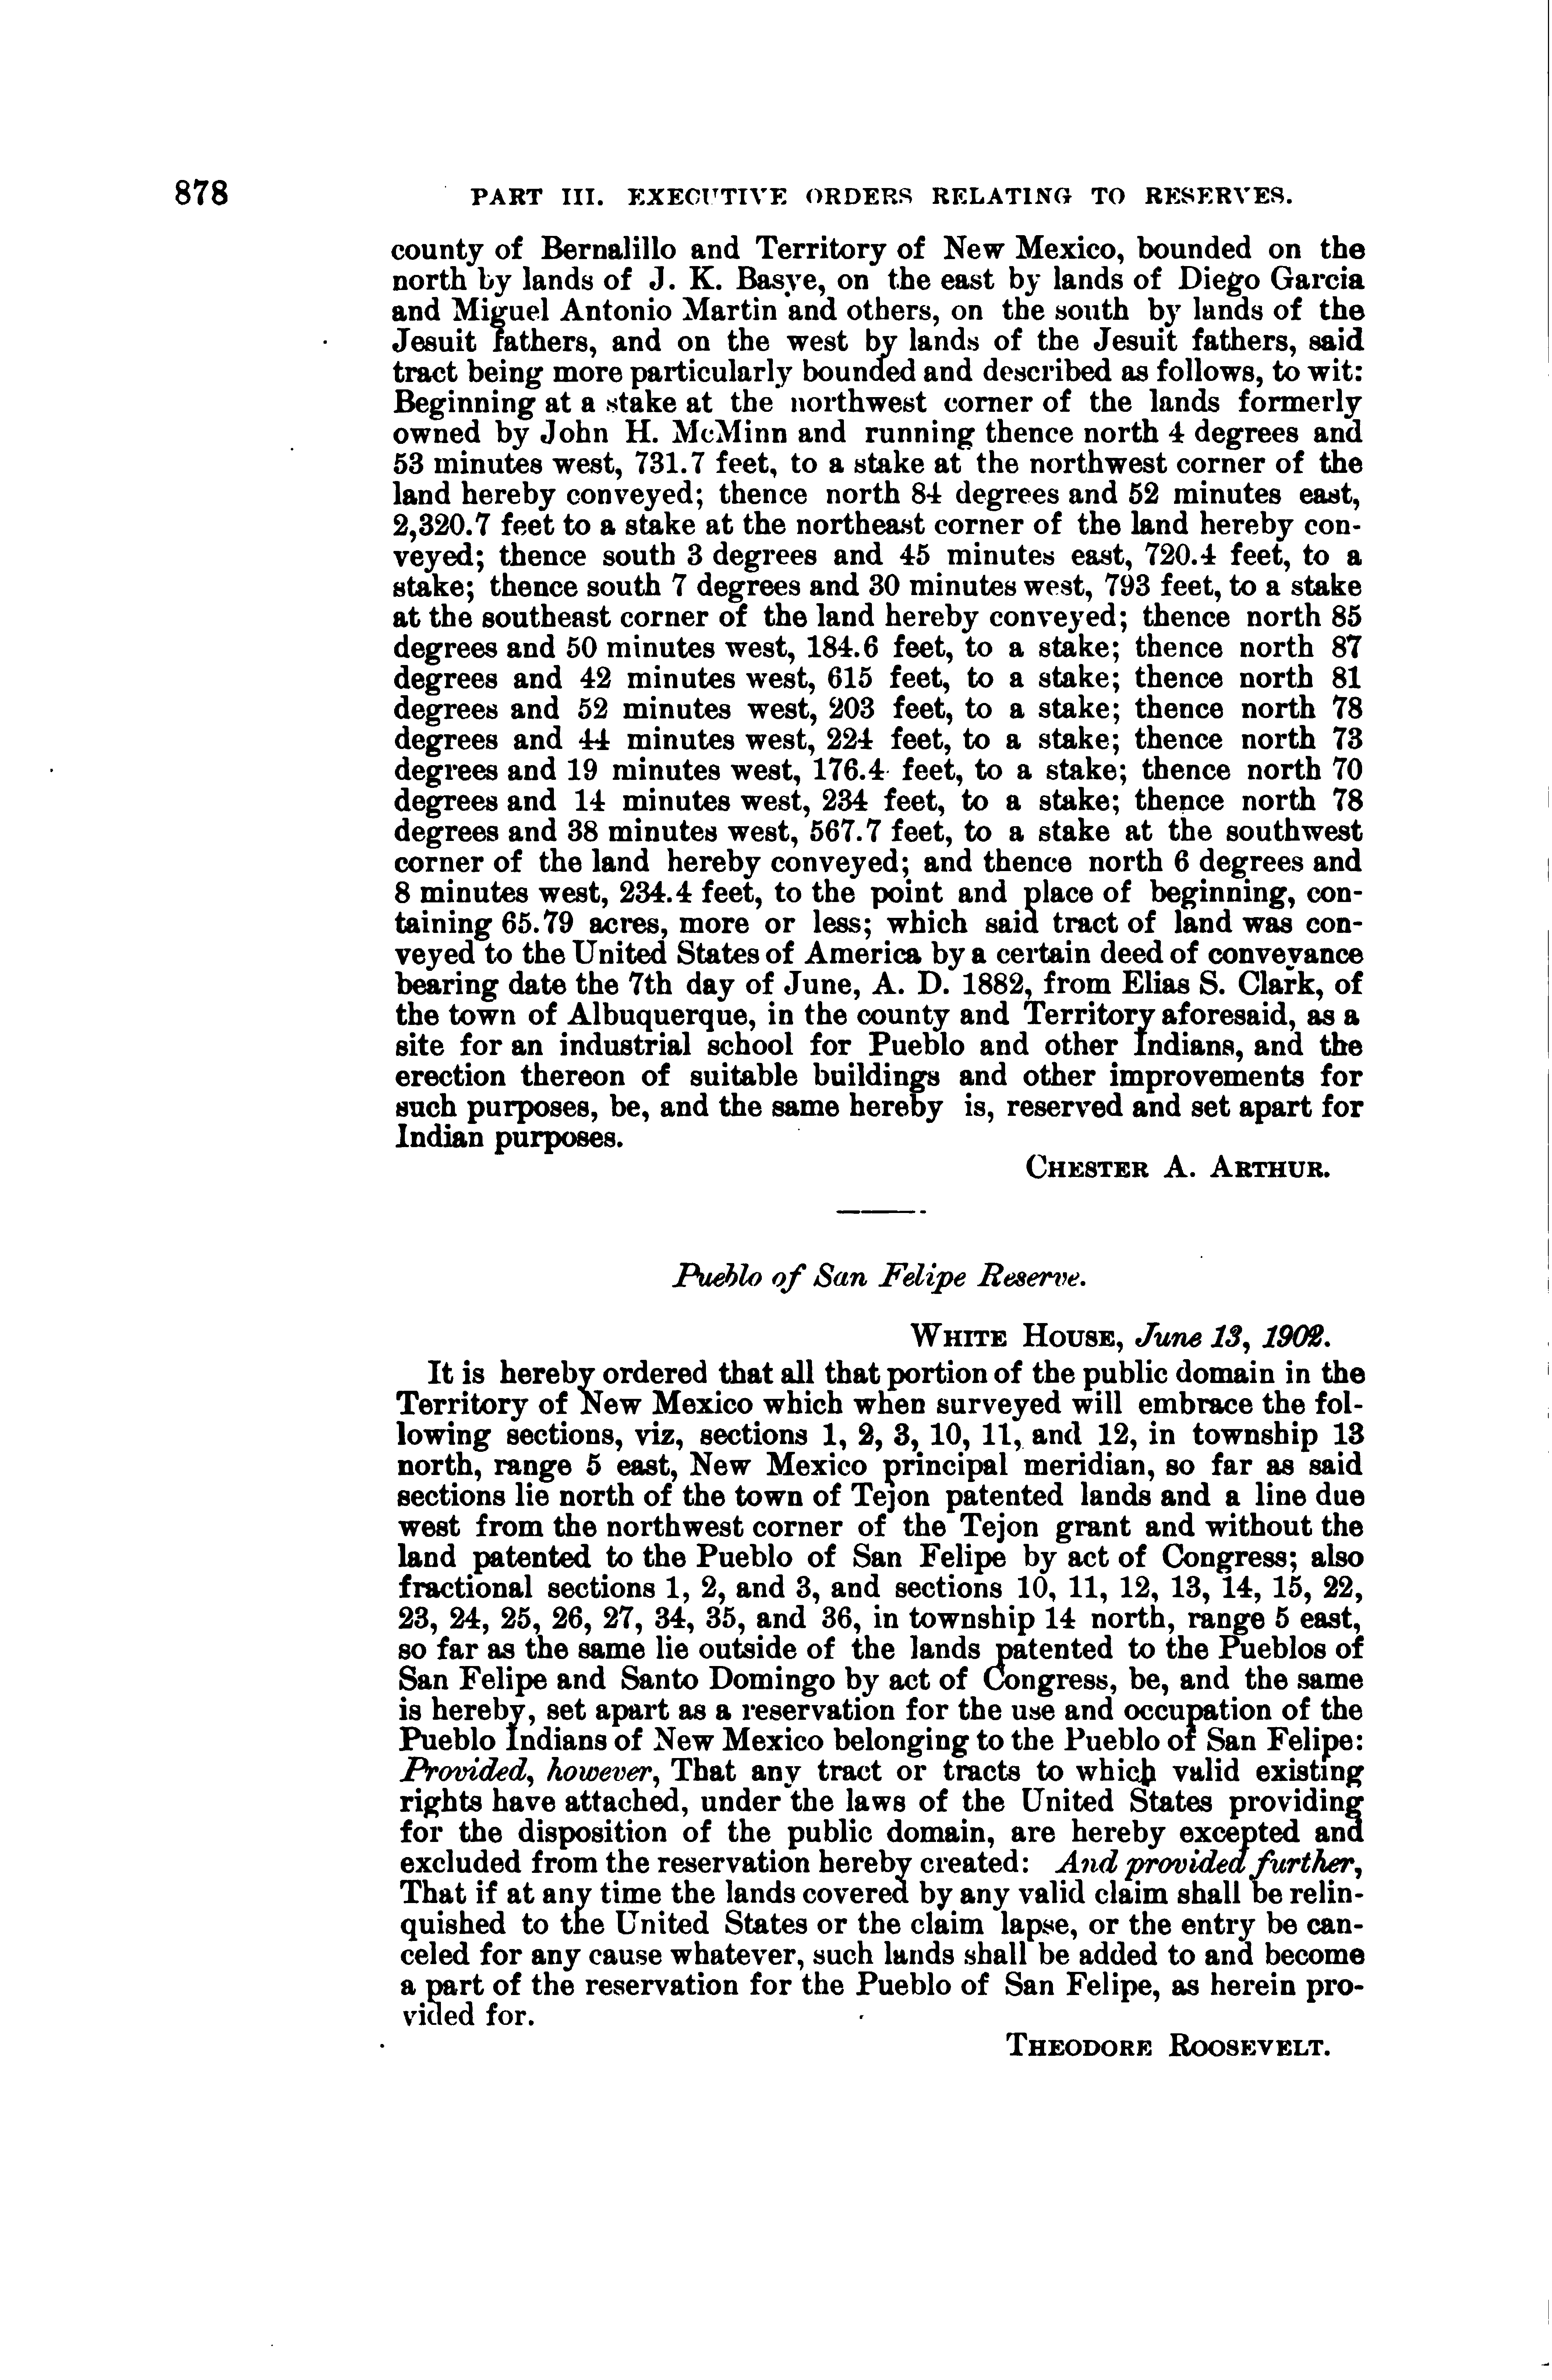 878 PART III. EXECUTIVE ORDERS RELATING TO RESERVES.
county of Bernalillo and Territory of New Mexico, bounded on the
north by lands of J. K. Basye, on the east by lands of Diego Garcia
and Miguel Antonio Martin and others, on the south by lands of the
Jesuit fathers, and on the west by lands of the Jesuit fathers, said
tract being more particularly bounded and described as follows, to wit:
Beginning at a stake at the northwest corner of the lands formerly
owned by John H. McMinn and running thence north 4 degrees and
53 minutes west, 731.7 feet, to a stake at the northwest corner of the
land hereby conveyed; thence north 84 degrees and 52 minutes east,
2,320.7 feet to a stake at the northeast corner of the land hereby con-
veyed; thence south 3 degrees and 45 minutes east, 720.4 feet, to a
stake; thence south 7 degrees and 30 minutes west, 793 feet, to a stake
at the southeast corner of the land hereby conveyed; thence north 85
degrees and 50 minutes west, 184.6 feet, to a stake; thence north 87
degrees and 42 minutes west, 615 feet, to a stake; thence north 81
degrees and 52 minutes west, 203 feet, to a stake; thence north 78
degrees and 44 minutes west, 224 feet, to a stake; thence north 73
degrees and 19 minutes west, 176.4 feet, to a stake; thence north 70
degrees and 14 minutes west, 234 feet, to a stake; thence north 78
degrees and 38 minutes west, 567.7 feet, to a stake at the southwest
corner of the land hereby conveyed; and thence north 6 degrees and
8 minutes west, 234.4 feet, to the point and place of beginning, con-
taining 65.79 acres, more or less; which said tract of land was con-
veyed to the United States of America by a certain deed of conveyance
bearing date the 7th day of June, A. D. 1882, from Elias S. Clark, of
the town of Albuquerque, in the county and Territory aforesaid, as a
site for an industrial school for Pueblo and other Indians, and the
erection thereon of suitable buildings and other improvements for
such purposes, be, and the same hereby is, reserved and set apart for
Indian purposes.
CHESTER A. ARTHUR.
Pueblo of San Felipe Reserve.
WHITE HOUSE, June 13, 1902.
It is hereby ordered that all that portion of the public domain in the
Territory of New Mexico which when surveyed will embrace the fol-
lowing sections, viz, sections 1, 2, 3, 10, 11, and 12, in township 13
north, range 5 east, New Mexico principal meridian, so far as said
sections lie north of the town of Tejon patented lands and a line due
west from the northwest corner of the Tejon grant and without the
land patented to the Pueblo of San Felipe by act of Congress; also
fractional sections 1, 2, and 3, and sections 10, 11, 12, 13, 14, 15, 22,
23, 24, 25, 26, 27, 34, 35, and 36, in township 14 north, range 5 east,
so far as the same lie outside of the lands patented to the Pueblos of
San Felipe and Santo Domingo by act of Congress, be, and the same
is hereby, set apart as a reservation for the use and occupation of the
Pueblo Indians of New Mexico belonging to the Pueblo of San Felipe:
Provided, however, That any tract or tracts to which valid existing
rights have attached, under the laws of the United States providing
for the disposition of the public domain, are hereby excepted and
excluded from the reservation hereby created: And provided further,
That if at any time the lands covered by any valid claim shall be relin-
quished to the United States or the claim lapse, or the entry be can-
celed for any cause whatever, such lands shall be added to and become
a part of the reservation for the Pueblo of San Felipe, as herein pro-
vided for.
THEODORE ROOSEVELT.